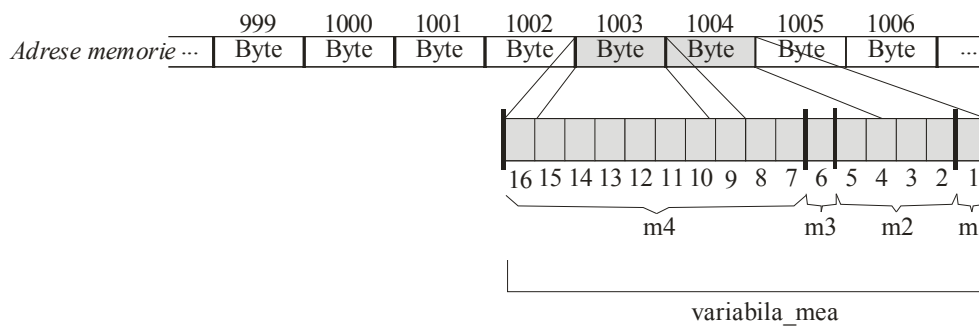 999 1000 1001 1002 1003 1004 1005 1006
Adrese memorie ... Byte Byte Byte Byte Byte Byte Byte Byte ...
16 15 14 13 12 11 10 9 8 7 6 5 4 3 2 1
m4 m3 m2 m
variabila_mea